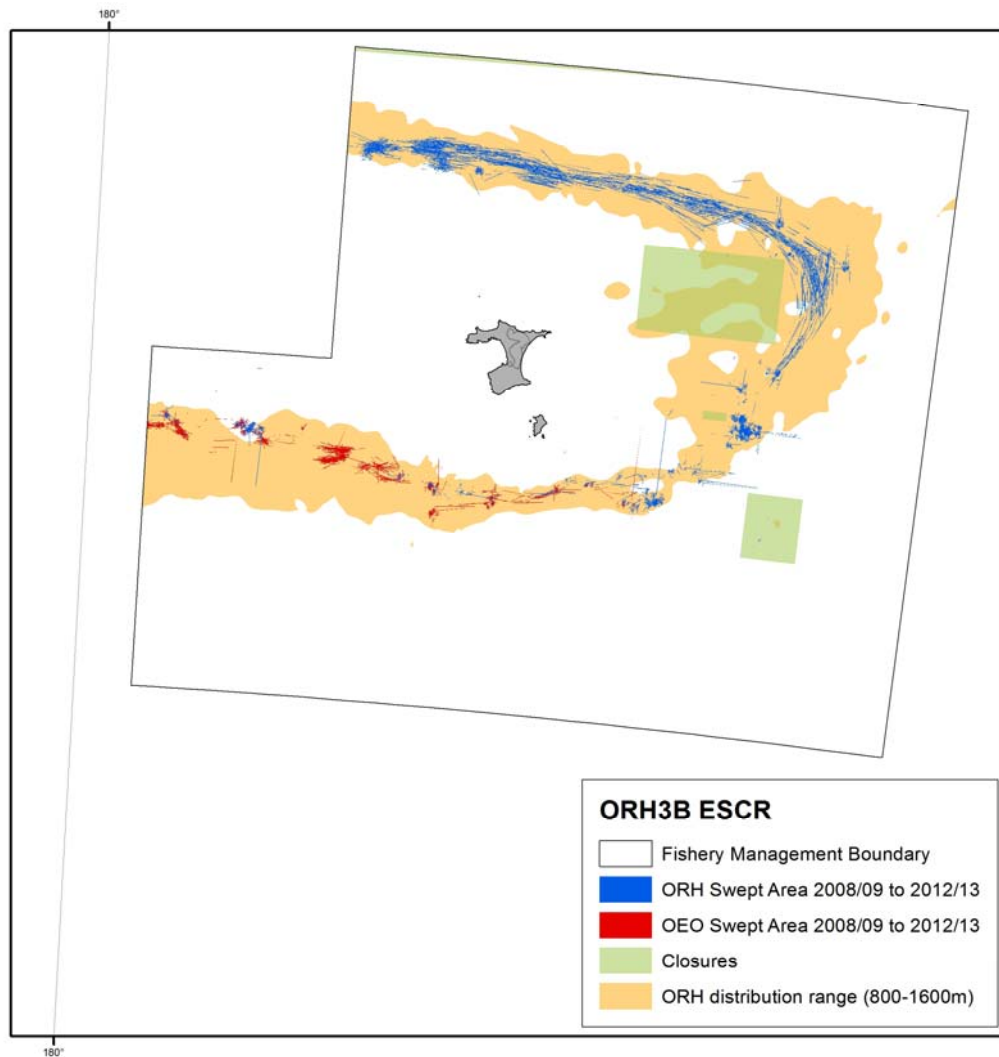 180°
ORH3B ESCR
Fishery Management Boundary
ORH Swept Area 2008/09 to 2012/13
OEO Swept Area 2008/09 to 2012/13
Closures
ORH distribution range (800-1600m)
180°